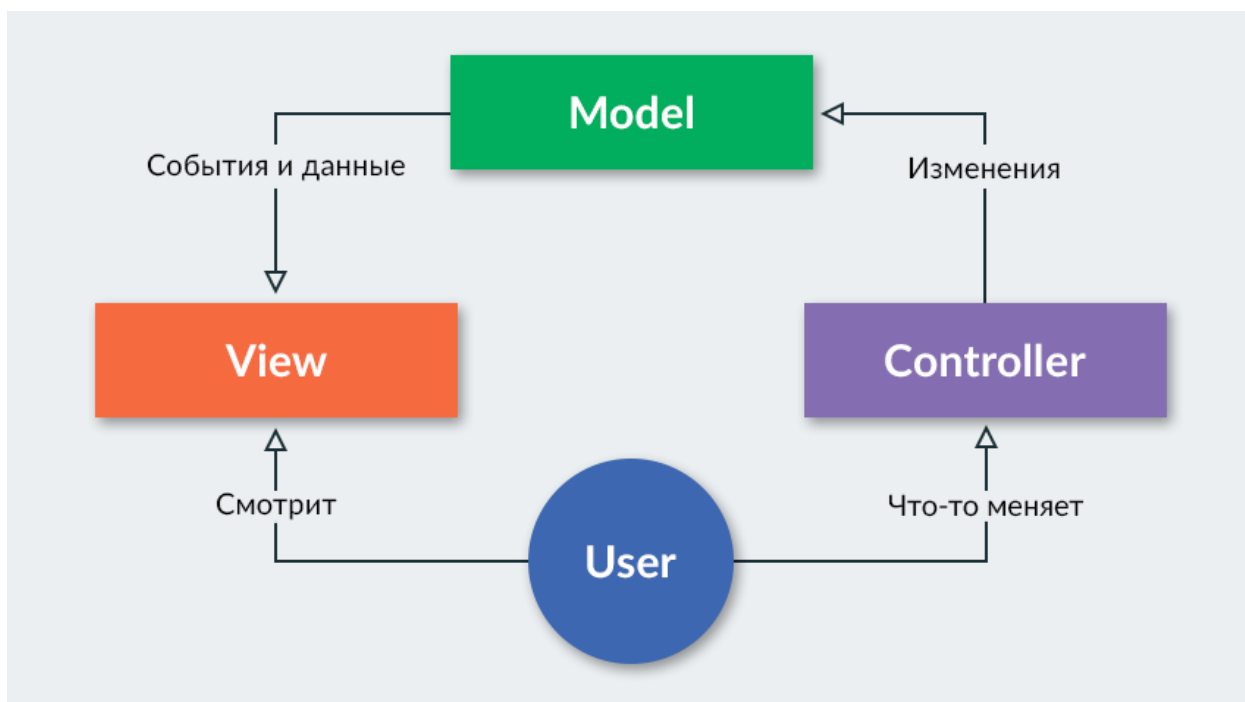 Model
События и данные
Изменения
View
Controller
Смотрит
Что-то меняет
User